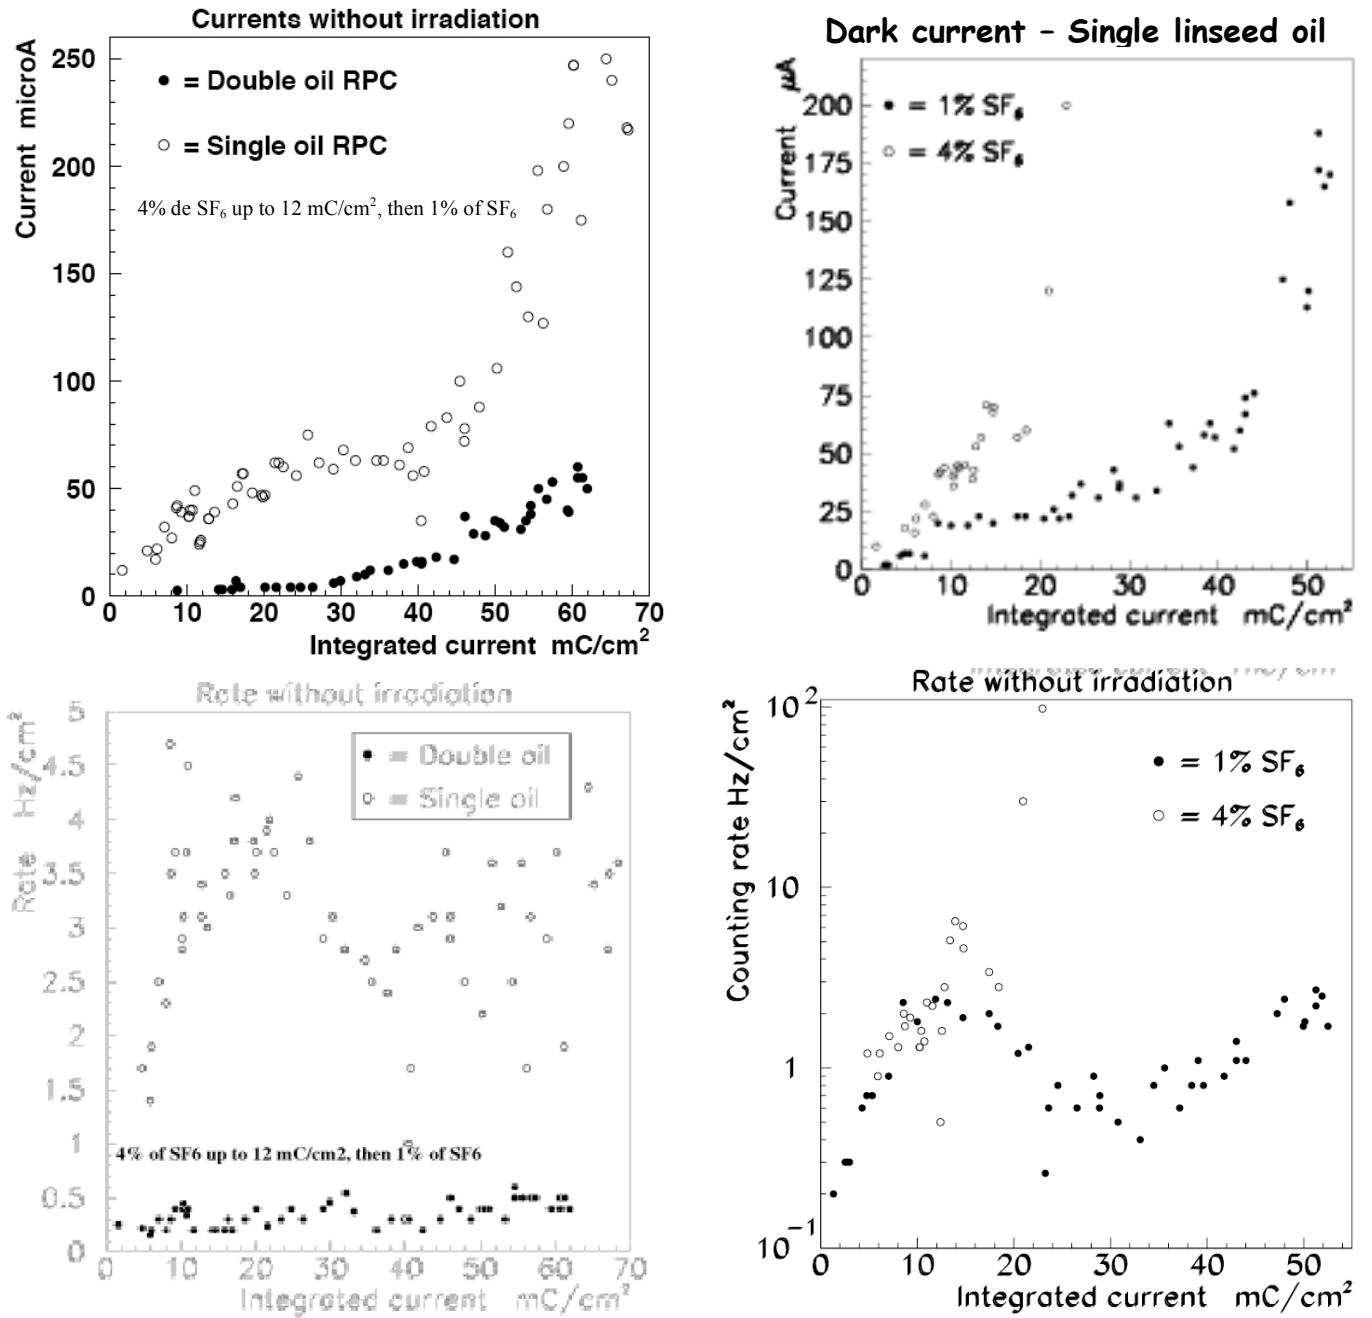 Currents without irradiation
Current microA
250
200
150
100
50
0
● = Double oil RPC
○ = Single oil RPC
4% de SF₆ up to 12 mC/cm², then 1% of SF₆
0 10 20 30 40 50 60 70
Integrated current mC/cm²
Dark current - Single linseed oil
Current µA
200
175
150
125
100
75
50
25
0
● = 1% SF₆
○ = 4% SF₆
0 10 20 30 40 50
Integrated current mC/cm²
Rate without irradiation
Rate Hz/cm²
5
4.5
4
3.5
3
2.5
2
1.5
1
0.5
0
■ = Double oil
○ = Single oil
4% of SF6 up to 12 mC/cm2, then 1% of SF6
0 10 20 30 40 50 60 70
Integrated current mC/cm²
Integrated current mC/cm
Rate without irradiation
Counting rate Hz/cm²
10²
10
1
10⁻¹
● = 1% SF₆
○ = 4% SF₆
0 10 20 30 40 50
Integrated current mC/cm²